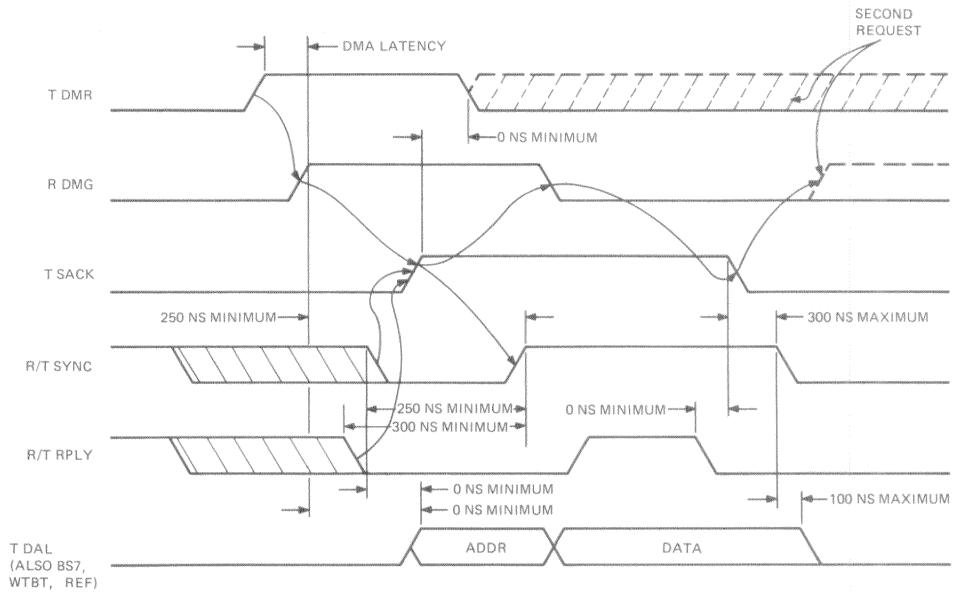 SECOND
REQUEST
DMA LATENCY
T DMR
0 NS MINIMUM
R DMG
T SACK
250 NS MINIMUM
300 NS MAXIMUM
R/T SYNC
250 NS MINIMUM
0 NS MINIMUM
300 NS MINIMUM
R/T RPLY
0 NS MINIMUM
0 NS MINIMUM
100 NS MAXIMUM
T DAL
(ALSO BS7,
WTBT, REF)
ADDR
DATA